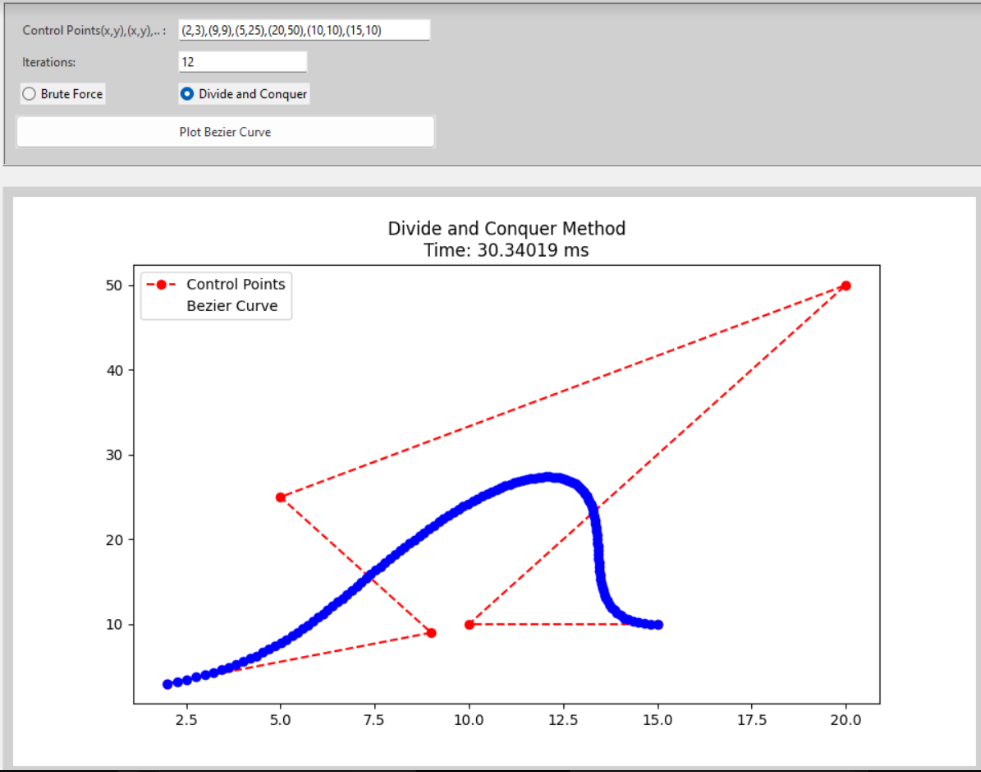 Control Points(x,y),(x,y),.. : (2,3),(9,9),(5,25),(20,50),(10,10),(15,10)
Iterations: 12
Brute Force Divide and Conquer
Plot Bezier Curve
Divide and Conquer Method
Time: 30.34019 ms
Control Points
Bezier Curve
50
40
30
20
10
2.5 5.0 7.5 10.0 12.5 15.0 17.5 20.0